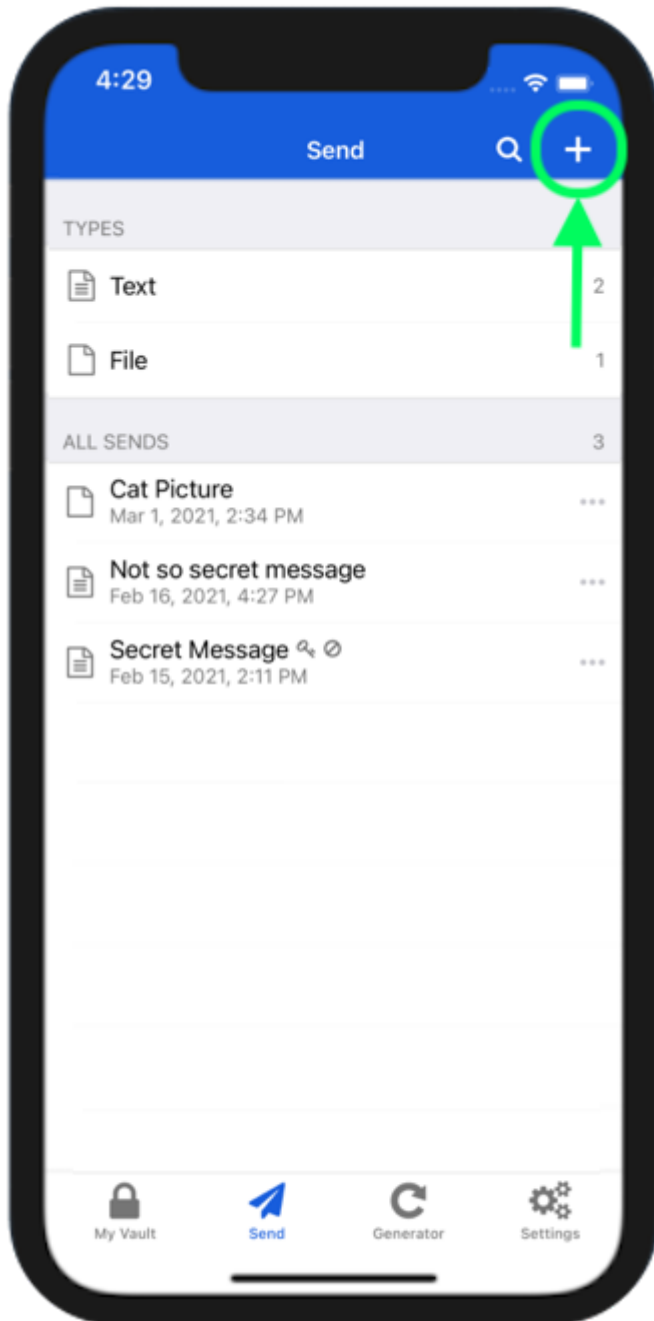 4:29
Send
TYPES
Text 2
File 1
ALL SENDS 3
Cat Picture
Mar 1, 2021, 2:34 PM
Not so secret message
Feb 16, 2021, 4:27 PM
Secret Message
Feb 15, 2021, 2:11 PM
My Vault Send Generator Settings